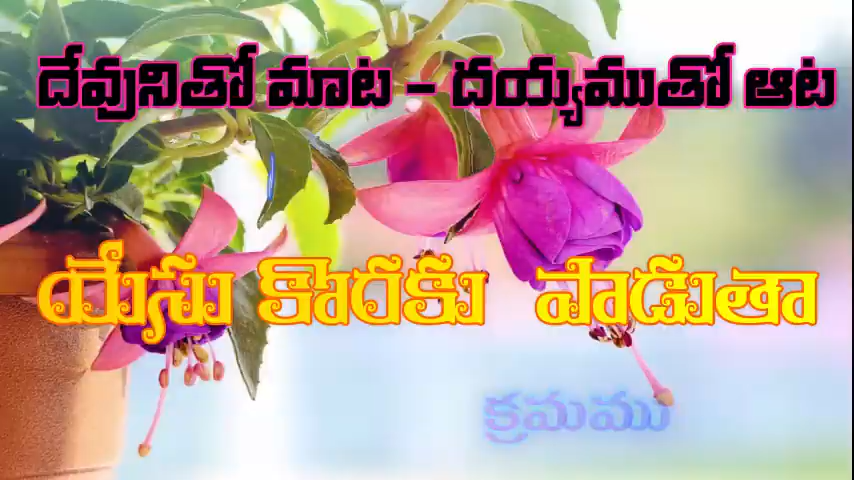 దేవునితో మాట – దయ్యముతో ఆట
యేసు కొరకు పాడుతా
క్రమము